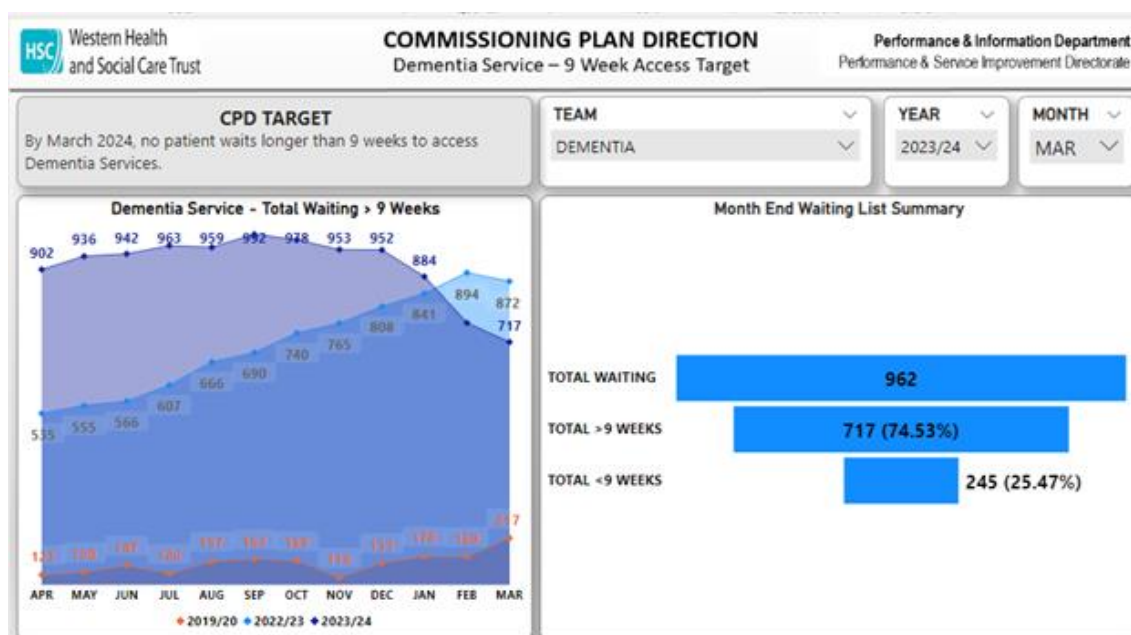 HSC
Western Health
and Social Care Trust
COMMISSIONING PLAN DIRECTION
Dementia Service – 9 Week Access Target
Performance & Information Department
Performance & Service Improvement Directorate
CPD TARGET
By March 2024, no patient waits longer than 9 weeks to access
Dementia Services.
TEAM
DEMENTIA
YEAR
2023/24
MONTH
MAR
Dementia Service - Total Waiting > 9 Weeks
902 936 942 963 959 992 978 953 952 884 717
535 555 566 607 666 690 740 765 808 841 894 872
APR MAY JUN JUL AUG SEP OCT NOV DEC JAN FEB MAR
2019/20 2022/23 2023/24
Month End Waiting List Summary
TOTAL WAITING 962
TOTAL >9 WEEKS 717 (74.53%)
TOTAL <9 WEEKS 245 (25.47%)